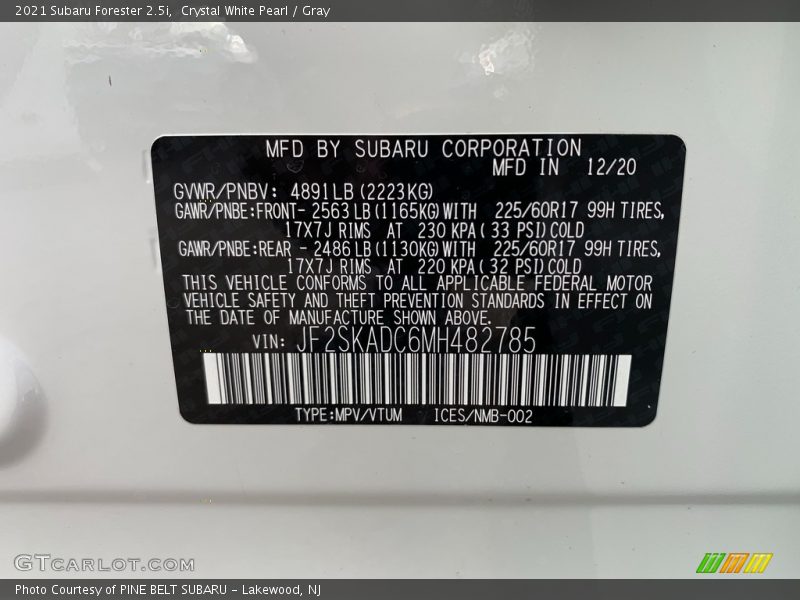 2021 Subaru Forester 2.5i,  Crystal White Pearl / Gray
MFD BY SUBARU CORPORATION
MFD IN 12/20
GVWR/PNBV: 4891LB(2223KG)
GAWR/PNBE:FRONT- 2563LB(1165KG)WITH 225/60R17 99H TIRES,
17X7J RIMS AT 230 KPA( 33 PSI)COLD
GAWR/PNBE:REAR - 2486LB(1130KG)WITH 225/60R17 99H TIRES,
17X7J RIMS AT 220 KPA( 32 PSI)COLD
THIS VEHICLE CONFORMS TO ALL APPLICABLE FEDERAL MOTOR
VEHICLE SAFETY AND THEFT PREVENTION STANDARDS IN EFFECT ON
THE DATE OF MANUFACTURE SHOWN ABOVE.
VIN: JF2SKADC6MH482785
TYPE:MPV/VTUM ICES/NMB-002
GTCARLOT.COM
Photo Courtesy of PINE BELT SUBARU - Lakewood, NJ